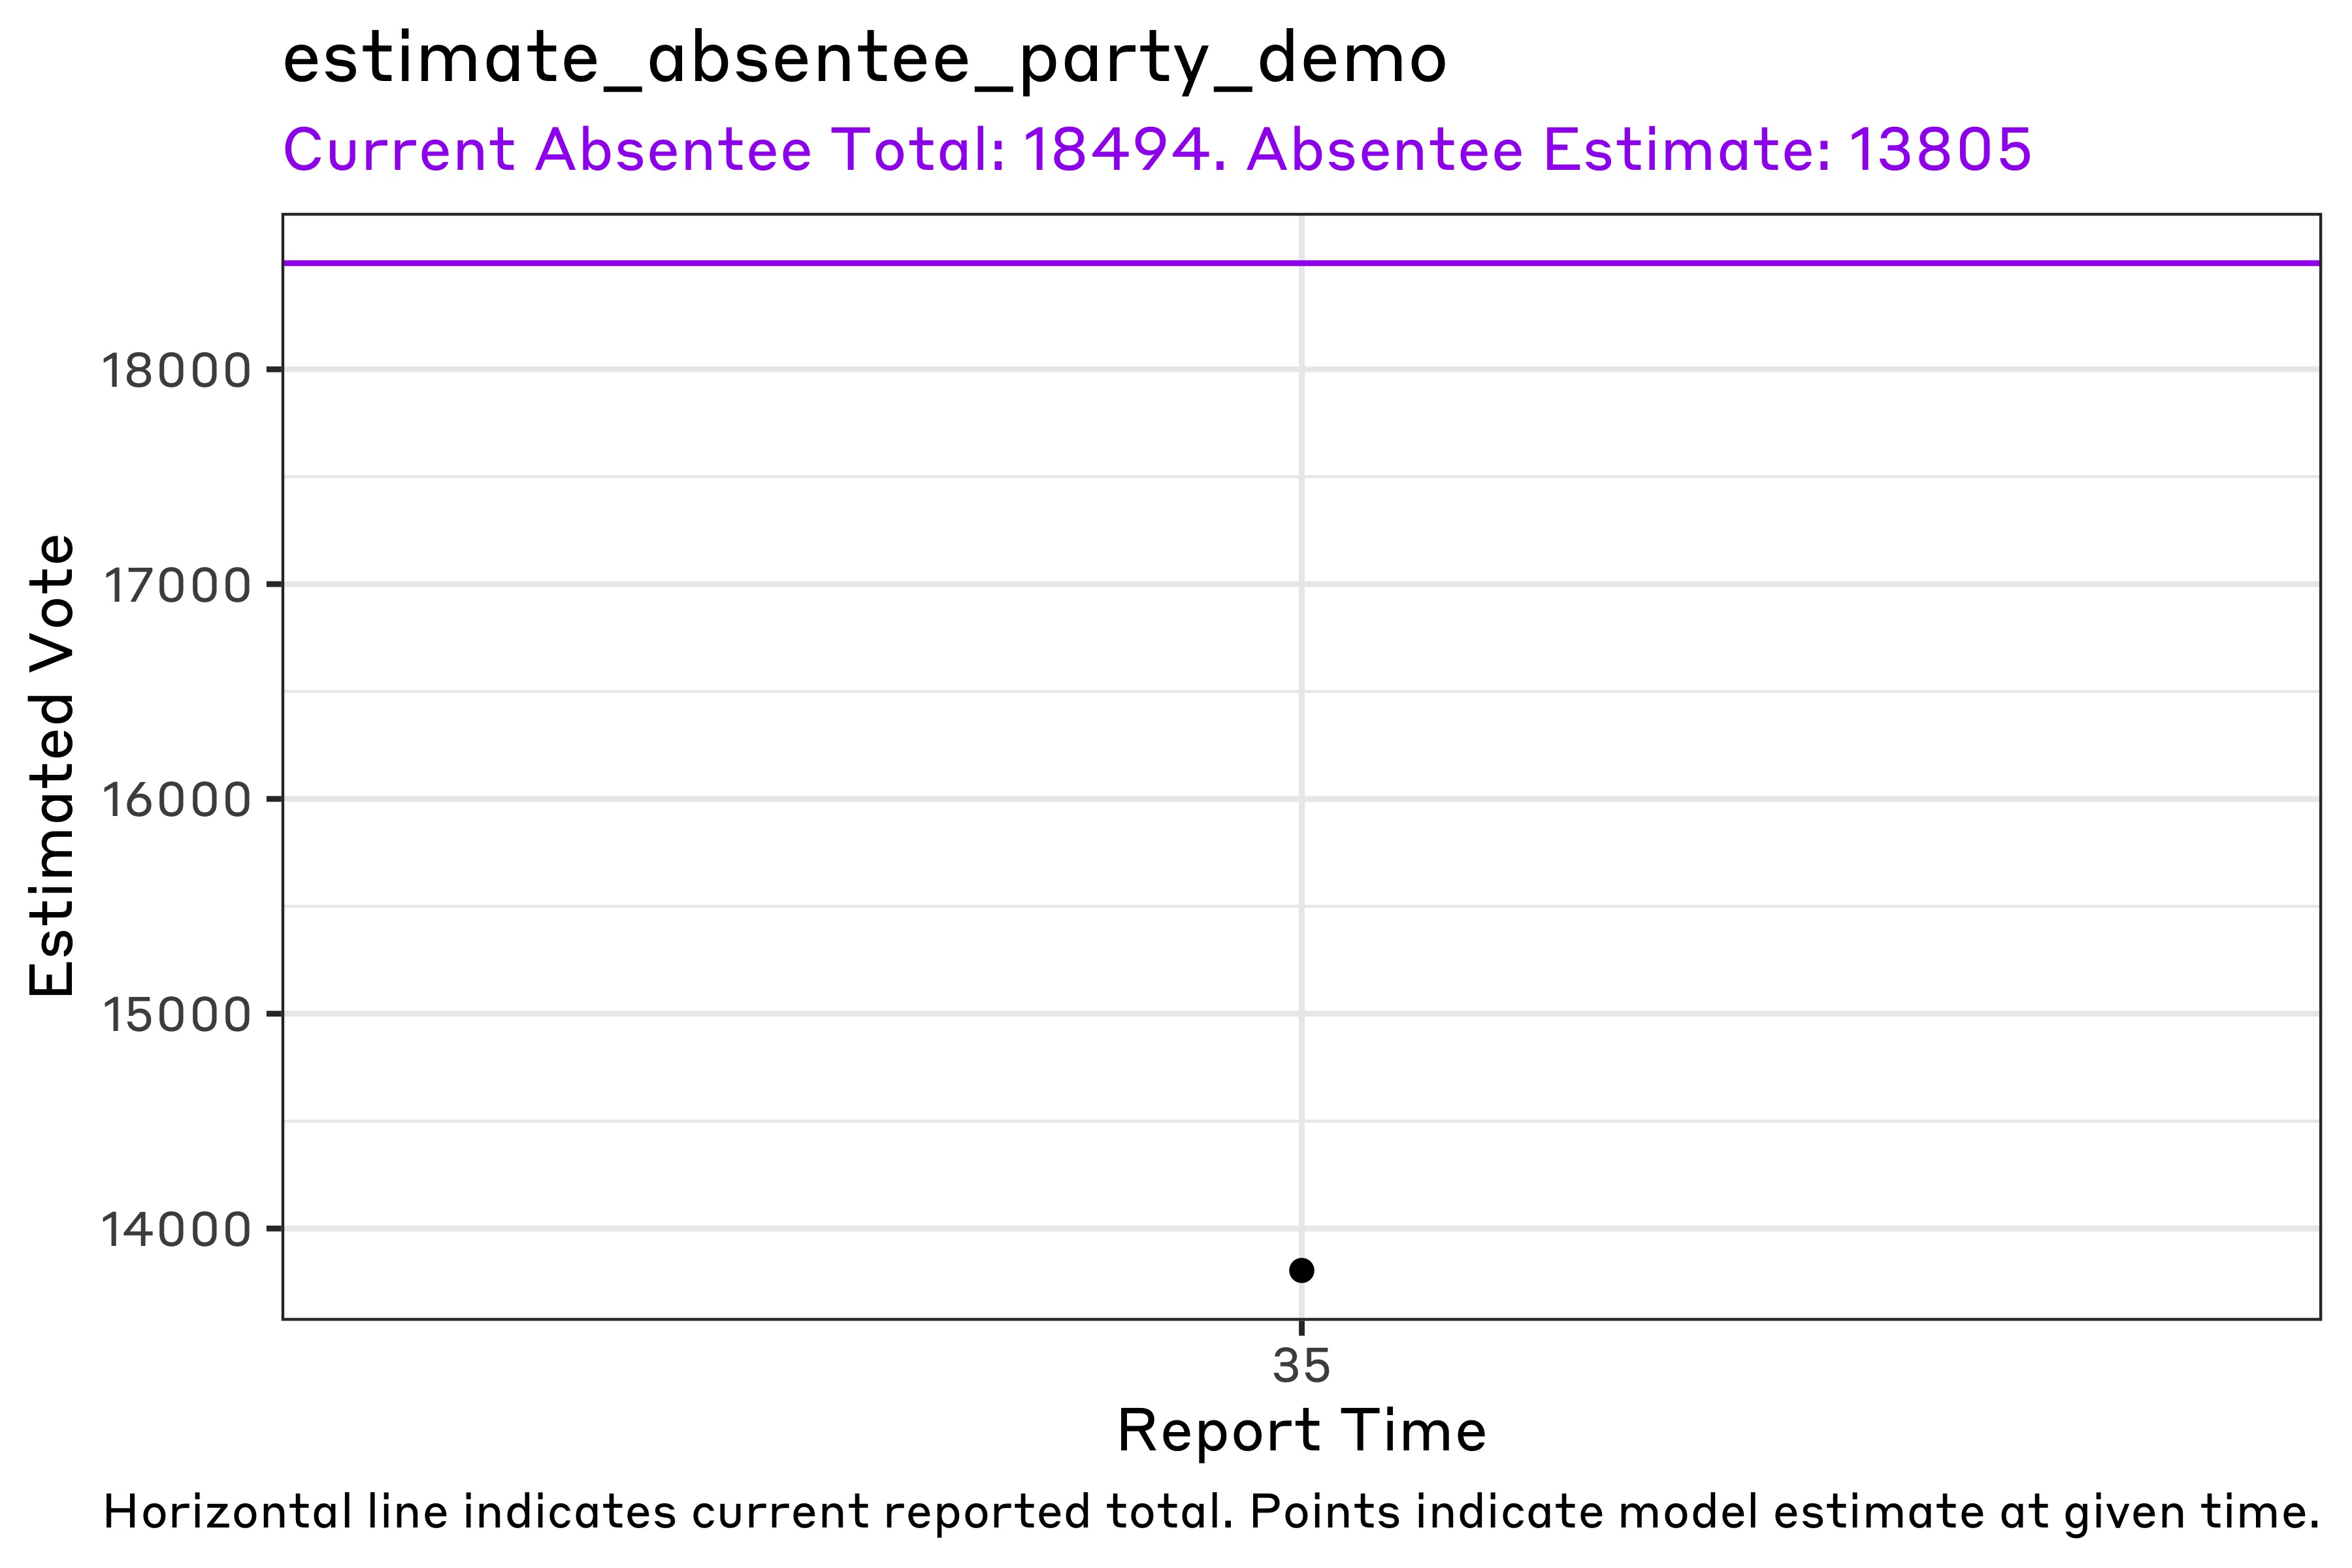 estimate_absentee_party_demo
Current Absentee Total: 18494. Absentee Estimate: 13805
Estimated Vote
18000
17000
16000
15000
14000
35
Report Time
Horizontal line indicates current reported total. Points indicate model estimate at given time.